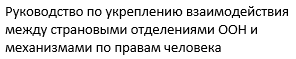 Руководство по укреплению взаимодействия
между страновыми отделениями ООН и
механизмами по правам человека